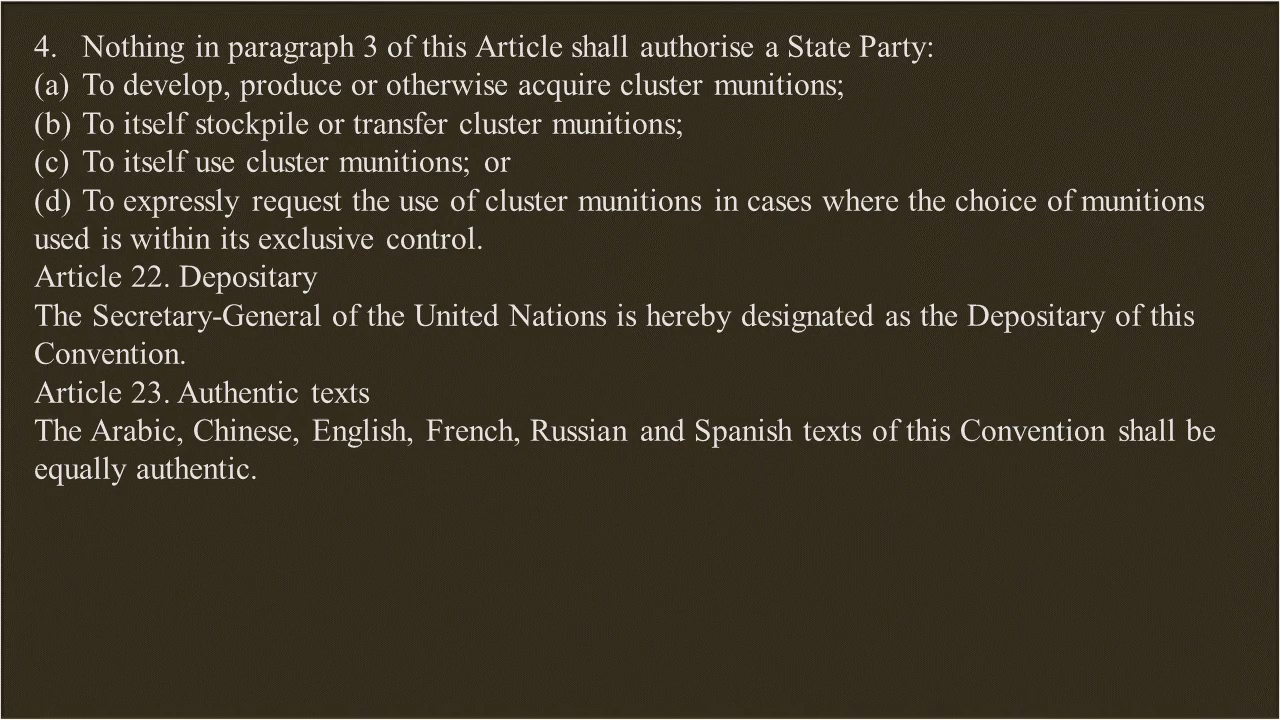 4. Nothing in paragraph 3 of this Article shall authorise a State Party:
(a) To develop, produce or otherwise acquire cluster munitions;
(b) To itself stockpile or transfer cluster munitions;
(c) To itself use cluster munitions; or
(d) To expressly request the use of cluster munitions in cases where the choice of munitions
used is within its exclusive control.
Article 22. Depositary
The Secretary-General of the United Nations is hereby designated as the Depositary of this
Convention.
Article 23. Authentic texts
The Arabic, Chinese, English, French, Russian and Spanish texts of this Convention shall be
equally authentic.